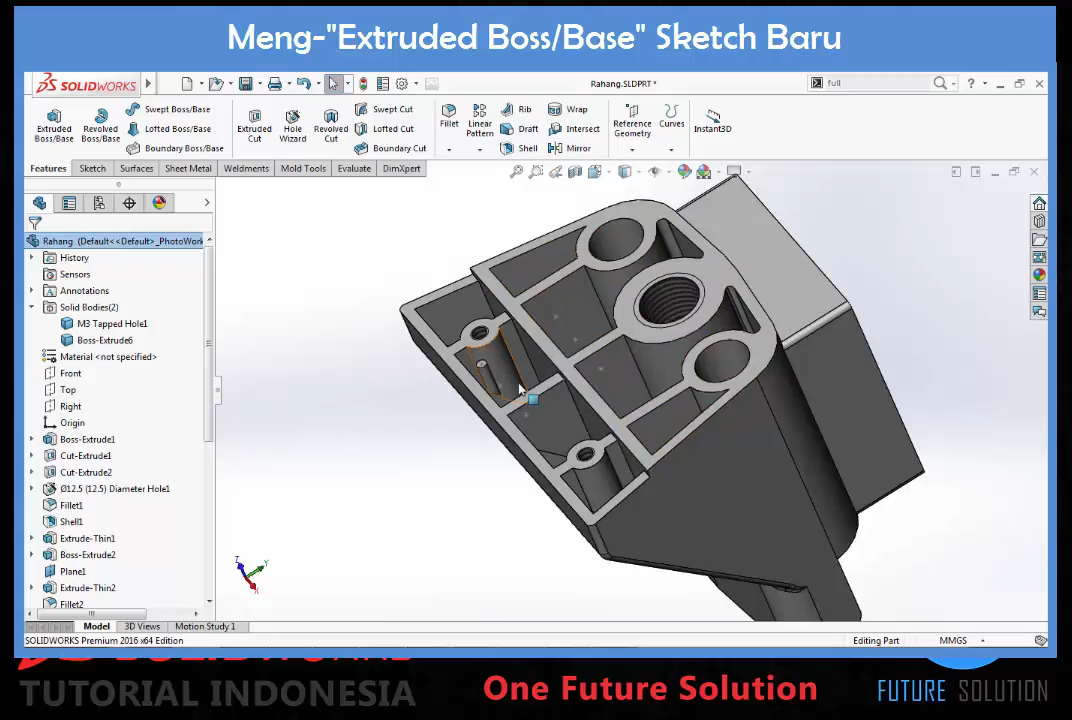 Meng-"Extruded Boss/Base" Sketch Baru
SOLIDWORKS
Rahang.SLDPRT *
full
Extruded Boss/Base
Revolved Boss/Base
Swept Boss/Base
Lofted Boss/Base
Boundary Boss/Base
Extruded Cut
Hole Wizard
Revolved Cut
Swept Cut
Lofted Cut
Boundary Cut
Fillet
Linear Pattern
Rib
Draft
Shell
Wrap
Intersect
Mirror
Reference Geometry
Curves
Instant3D
Features
Sketch
Surfaces
Sheet Metal
Weldments
Mold Tools
Evaluate
DimXpert
Rahang (Default<<Default>_PhotoWork
History
Sensors
Annotations
Solid Bodies(2)
M3 Tapped Hole1
Boss-Extrude6
Material <not specified>
Front
Top
Right
Origin
Boss-Extrude1
Cut-Extrude1
Cut-Extrude2
Ø12.5 (12.5) Diameter Hole1
Fillet1
Shell1
Extrude-Thin1
Boss-Extrude2
Plane1
Extrude-Thin2
Fillet2
Z
Y
X
Model
3D Views
Motion Study 1
SOLIDWORKS Premium 2016 x64 Edition
Editing Part
MMGS
SOLIDWORKS
TUTORIAL INDONESIA
One Future Solution
FUTURE SOLUTION